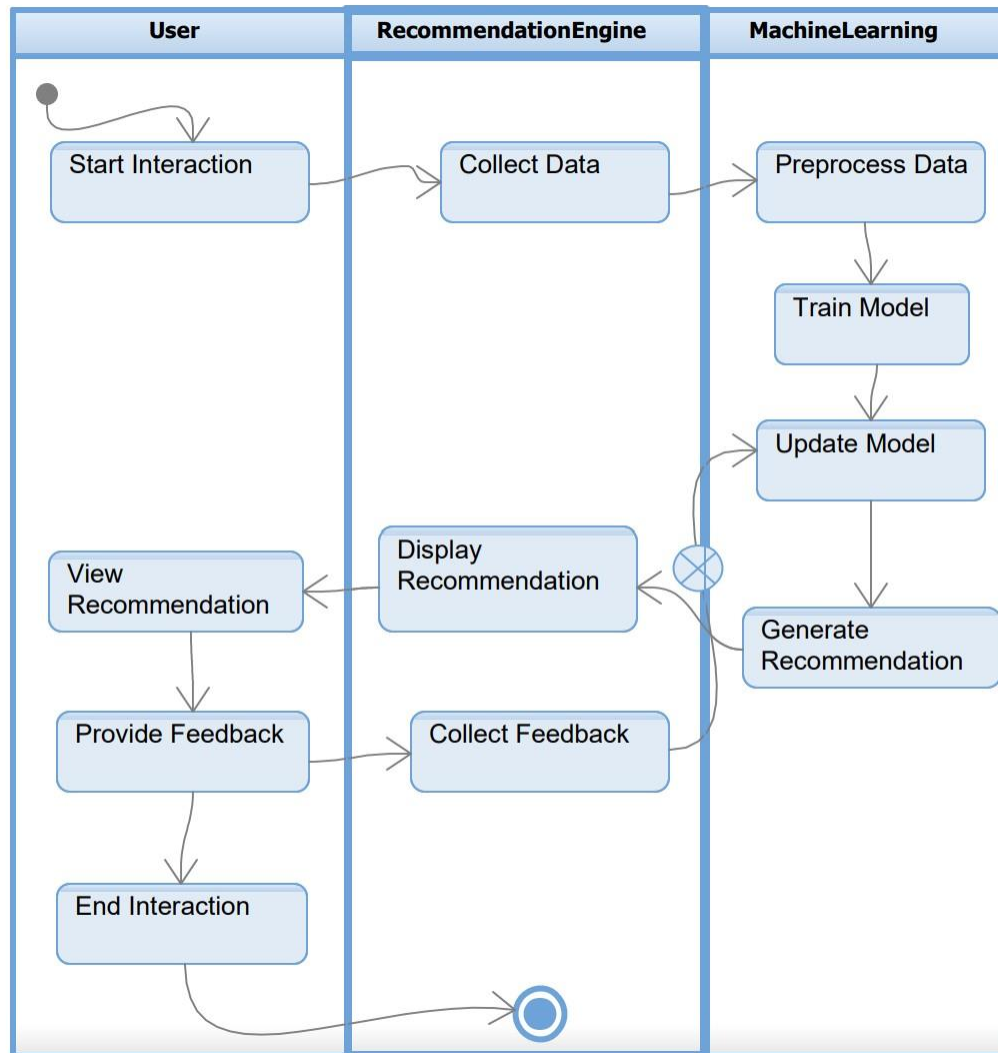 User
RecommendationEngine
MachineLearning
Start Interaction
Collect Data
Preprocess Data
Train Model
Update Model
View
Recommendation
Display
Recommendation
Generate
Recommendation
Provide Feedback
Collect Feedback
End Interaction